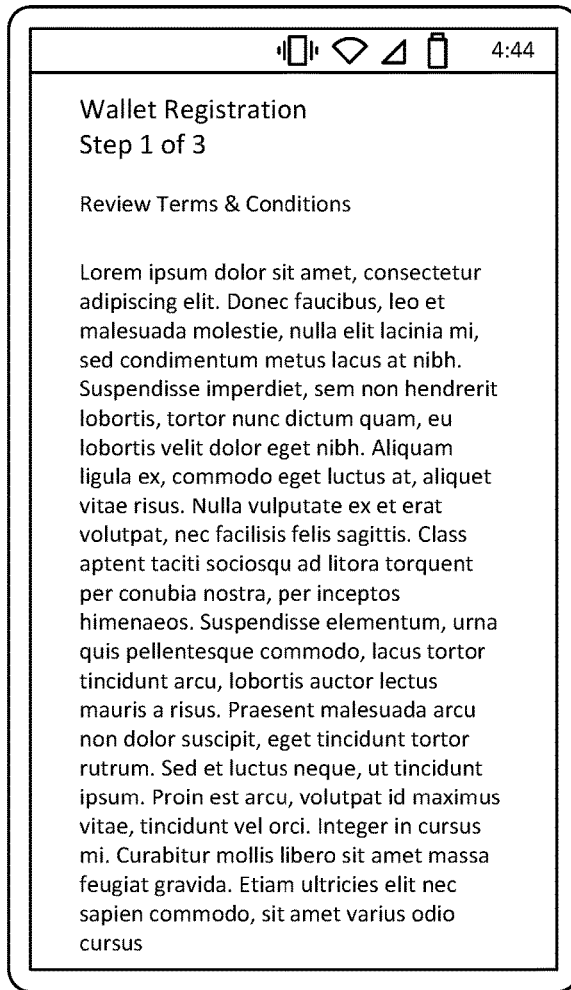 4:44
Wallet Registration
Step 1 of 3
Review Terms & Conditions
Lorem ipsum dolor sit amet, consectetur
adipiscing elit. Donec faucibus, leo et
malesuada molestie, nulla elit lacinia mi,
sed condimentum metus lacus at nibh.
Suspendisse imperdiet, sem non hendrerit
lobortis, tortor nunc dictum quam, eu
lobortis velit dolor eget nibh. Aliquam
ligula ex, commodo eget luctus at, aliquet
vitae risus. Nulla vulputate ex et erat
volutpat, nec facilisis felis sagittis. Class
aptent taciti sociosqu ad litora torquent
per conubia nostra, per inceptos
himenaeos. Suspendisse elementum, urna
quis pellentesque commodo, lacus tortor
tincidunt arcu, lobortis auctor lectus
mauris a risus. Praesent malesuada arcu
non dolor suscipit, eget tincidunt tortor
rutrum. Sed et luctus neque, ut tincidunt
ipsum. Proin est arcu, volutpat id maximus
vitae, tincidunt vel orci. Integer in cursus
mi. Curabitur mollis libero sit amet massa
feugiat gravida. Etiam ultricies elit nec
sapien commodo, sit amet varius odio
cursus